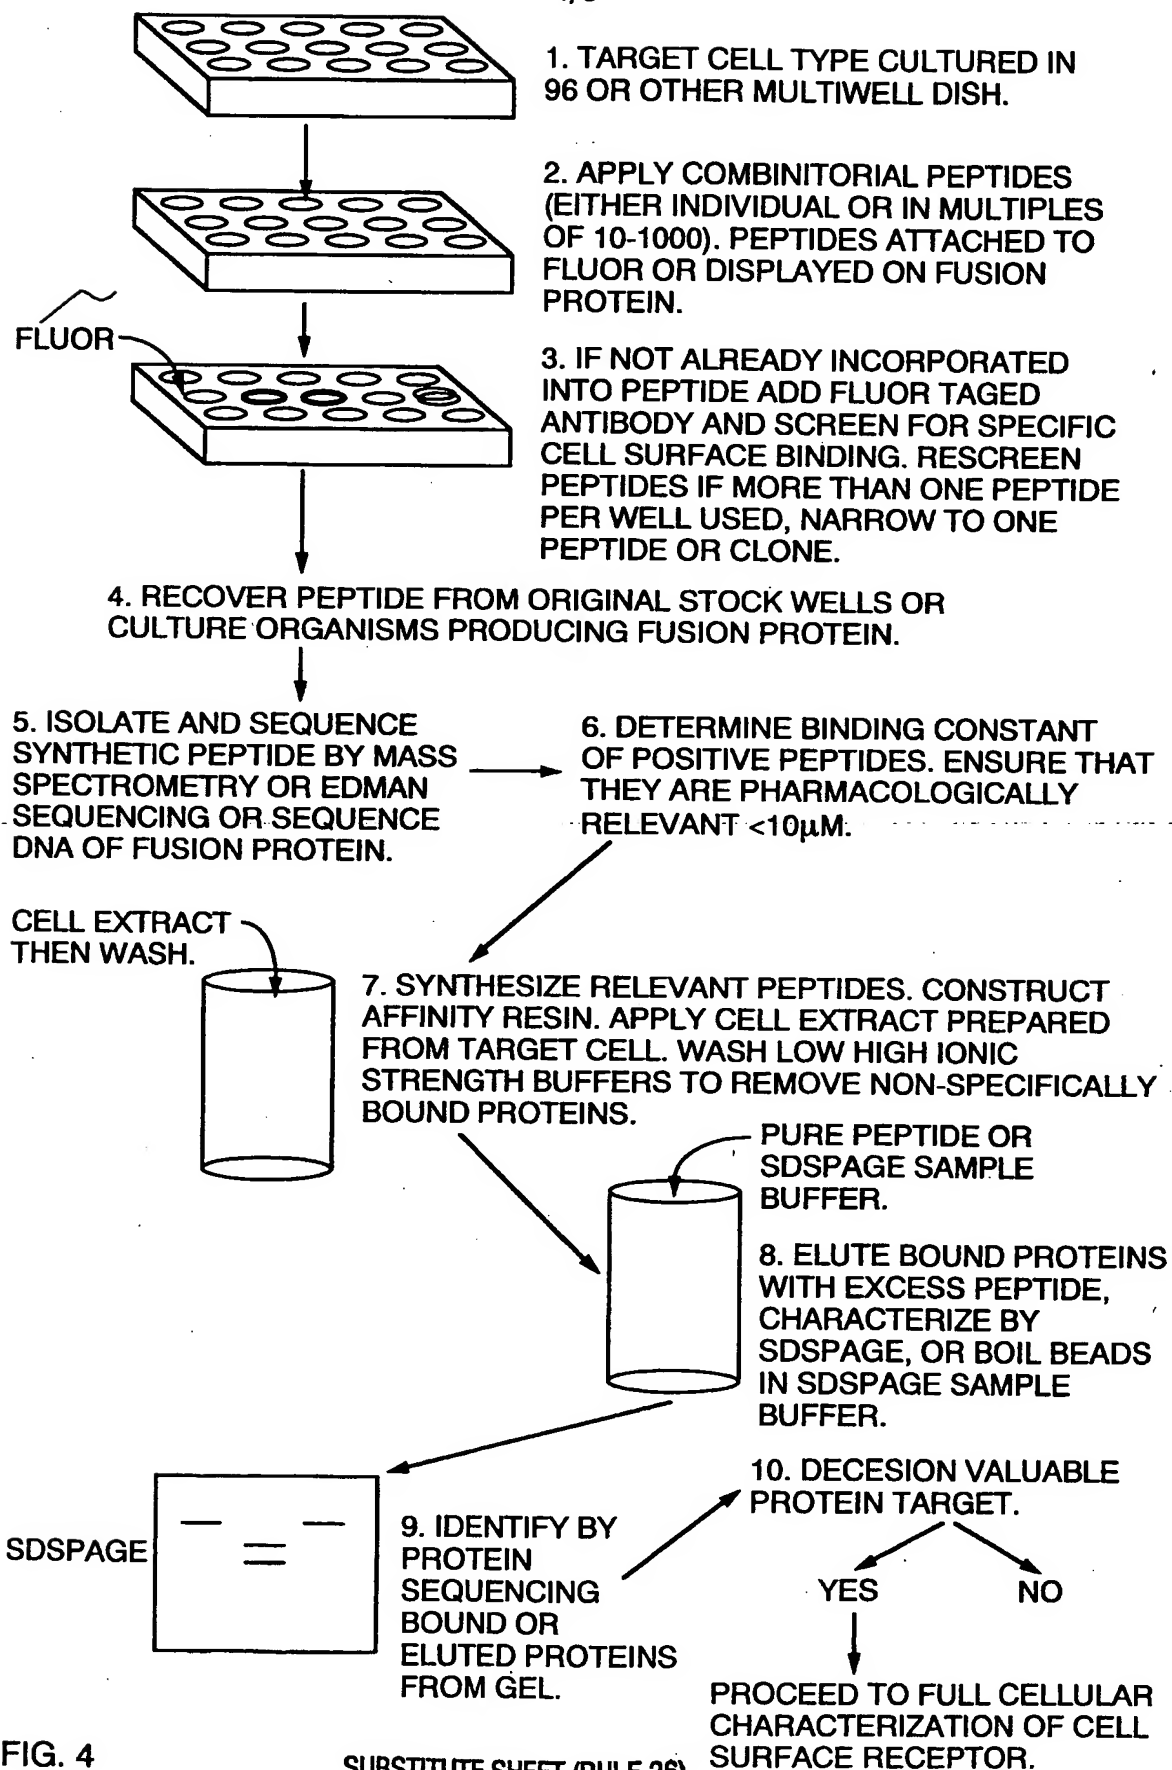 1. TARGET CELL TYPE CULTURED IN
96 OR OTHER MULTIWELL DISH.
2. APPLY COMBINITORIAL PEPTIDES
(EITHER INDIVIDUAL OR IN MULTIPLES
OF 10-1000). PEPTIDES ATTACHED TO
FLUOR OR DISPLAYED ON FUSION
PROTEIN.
FLUOR
3. IF NOT ALREADY INCORPORATED
INTO PEPTIDE ADD FLUOR TAGED
ANTIBODY AND SCREEN FOR SPECIFIC
CELL SURFACE BINDING. RESCREEN
PEPTIDES IF MORE THAN ONE PEPTIDE
PER WELL USED, NARROW TO ONE
PEPTIDE OR CLONE.
4. RECOVER PEPTIDE FROM ORIGINAL STOCK WELLS OR
CULTURE ORGANISMS PRODUCING FUSION PROTEIN.
5. ISOLATE AND SEQUENCE
SYNTHETIC PEPTIDE BY MASS
SPECTROMETRY OR EDMAN
SEQUENCING OR SEQUENCE
DNA OF FUSION PROTEIN.
6. DETERMINE BINDING CONSTANT
OF POSITIVE PEPTIDES. ENSURE THAT
THEY ARE PHARMACOLOGICALLY
RELEVANT <10μM.
CELL EXTRACT
THEN WASH.
7. SYNTHESIZE RELEVANT PEPTIDES. CONSTRUCT
AFFINITY RESIN. APPLY CELL EXTRACT PREPARED
FROM TARGET CELL. WASH LOW HIGH IONIC
STRENGTH BUFFERS TO REMOVE NON-SPECIFICALLY
BOUND PROTEINS.
PURE PEPTIDE OR
SDSPAGE SAMPLE
BUFFER.
8. ELUTE BOUND PROTEINS
WITH EXCESS PEPTIDE,
CHARACTERIZE BY
SDSPAGE, OR BOIL BEADS
IN SDSPAGE SAMPLE
BUFFER.
SDSPAGE
9. IDENTIFY BY
PROTEIN
SEQUENCING
BOUND OR
ELUTED PROTEINS
FROM GEL.
10. DECESION VALUABLE
PROTEIN TARGET.
YES
NO
PROCEED TO FULL CELLULAR
CHARACTERIZATION OF CELL
SURFACE RECEPTOR.
FIG. 4
SUBSTITUTE SHEET (RULE 26)